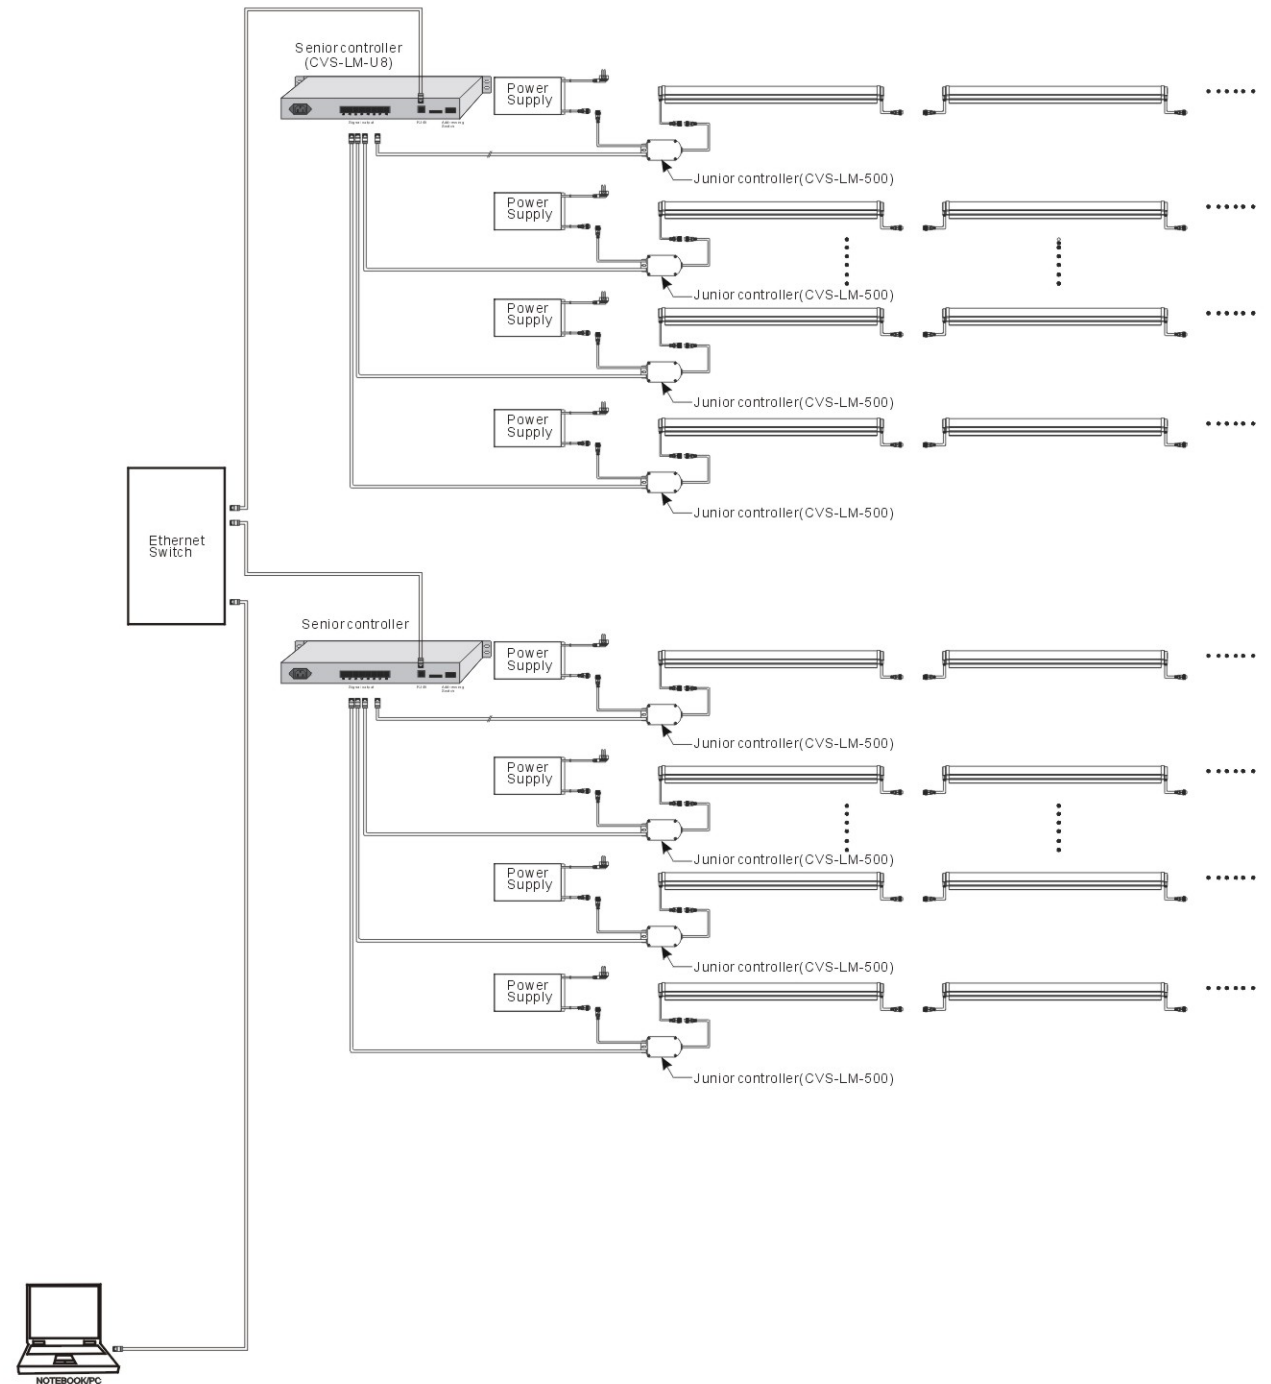 Senior controller
(CVS-LM-U8)
Power
Supply
Junior controller(CVS-LM-500)
Power
Supply
Junior controller(CVS-LM-500)
Power
Supply
Junior controller(CVS-LM-500)
Power
Supply
Junior controller(CVS-LM-500)
Ethernet
Switch
Senior controller
Power
Supply
Junior controller(CVS-LM-500)
Power
Supply
Junior controller(CVS-LM-500)
Power
Supply
Junior controller(CVS-LM-500)
Power
Supply
Junior controller(CVS-LM-500)
NOTEBOOK/PC